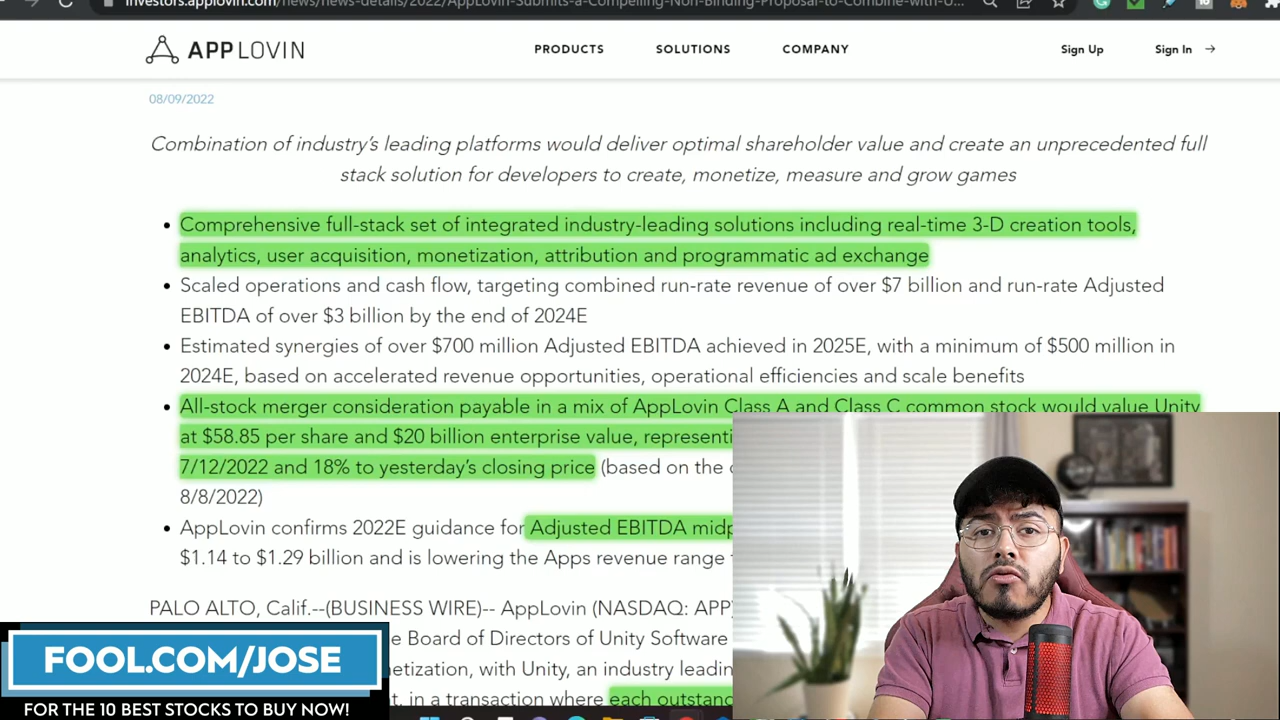 investors.applovin.com/news/news-details/2022/AppLovin-Submits-a-Compelling-Non-Binding-Proposal-to-Combine-with-U...
APPLOVIN
PRODUCTS
SOLUTIONS
COMPANY
Sign Up
Sign In →
08/09/2022
Combination of industry's leading platforms would deliver optimal shareholder value and create an unprecedented full
stack solution for developers to create, monetize, measure and grow games
• Comprehensive full-stack set of integrated industry-leading solutions including real-time 3-D creation tools,
analytics, user acquisition, monetization, attribution and programmatic ad exchange
• Scaled operations and cash flow, targeting combined run-rate revenue of over $7 billion and run-rate Adjusted
EBITDA of over $3 billion by the end of 2024E
• Estimated synergies of over $700 million Adjusted EBITDA achieved in 2025E, with a minimum of $500 million in
2024E, based on accelerated revenue opportunities, operational efficiencies and scale benefits
• All-stock merger consideration payable in a mix of AppLovin Class A and Class C common stock would value Unity
at $58.85 per share and $20 billion enterprise value, representi
7/12/2022 and 18% to yesterday's closing price (based on the
8/8/2022)
• AppLovin confirms 2022E guidance for Adjusted EBITDA midp
$1.14 to $1.29 billion and is lowering the Apps revenue range
PALO ALTO, Calif.--(BUSINESS WIRE)-- AppLovin (NASDAQ: APP)
e Board of Directors of Unity Software
netization, with Unity, an industry leadin
t, in a transaction where each outstanc
FOOL.COM/JOSE
FOR THE 10 BEST STOCKS TO BUY NOW!